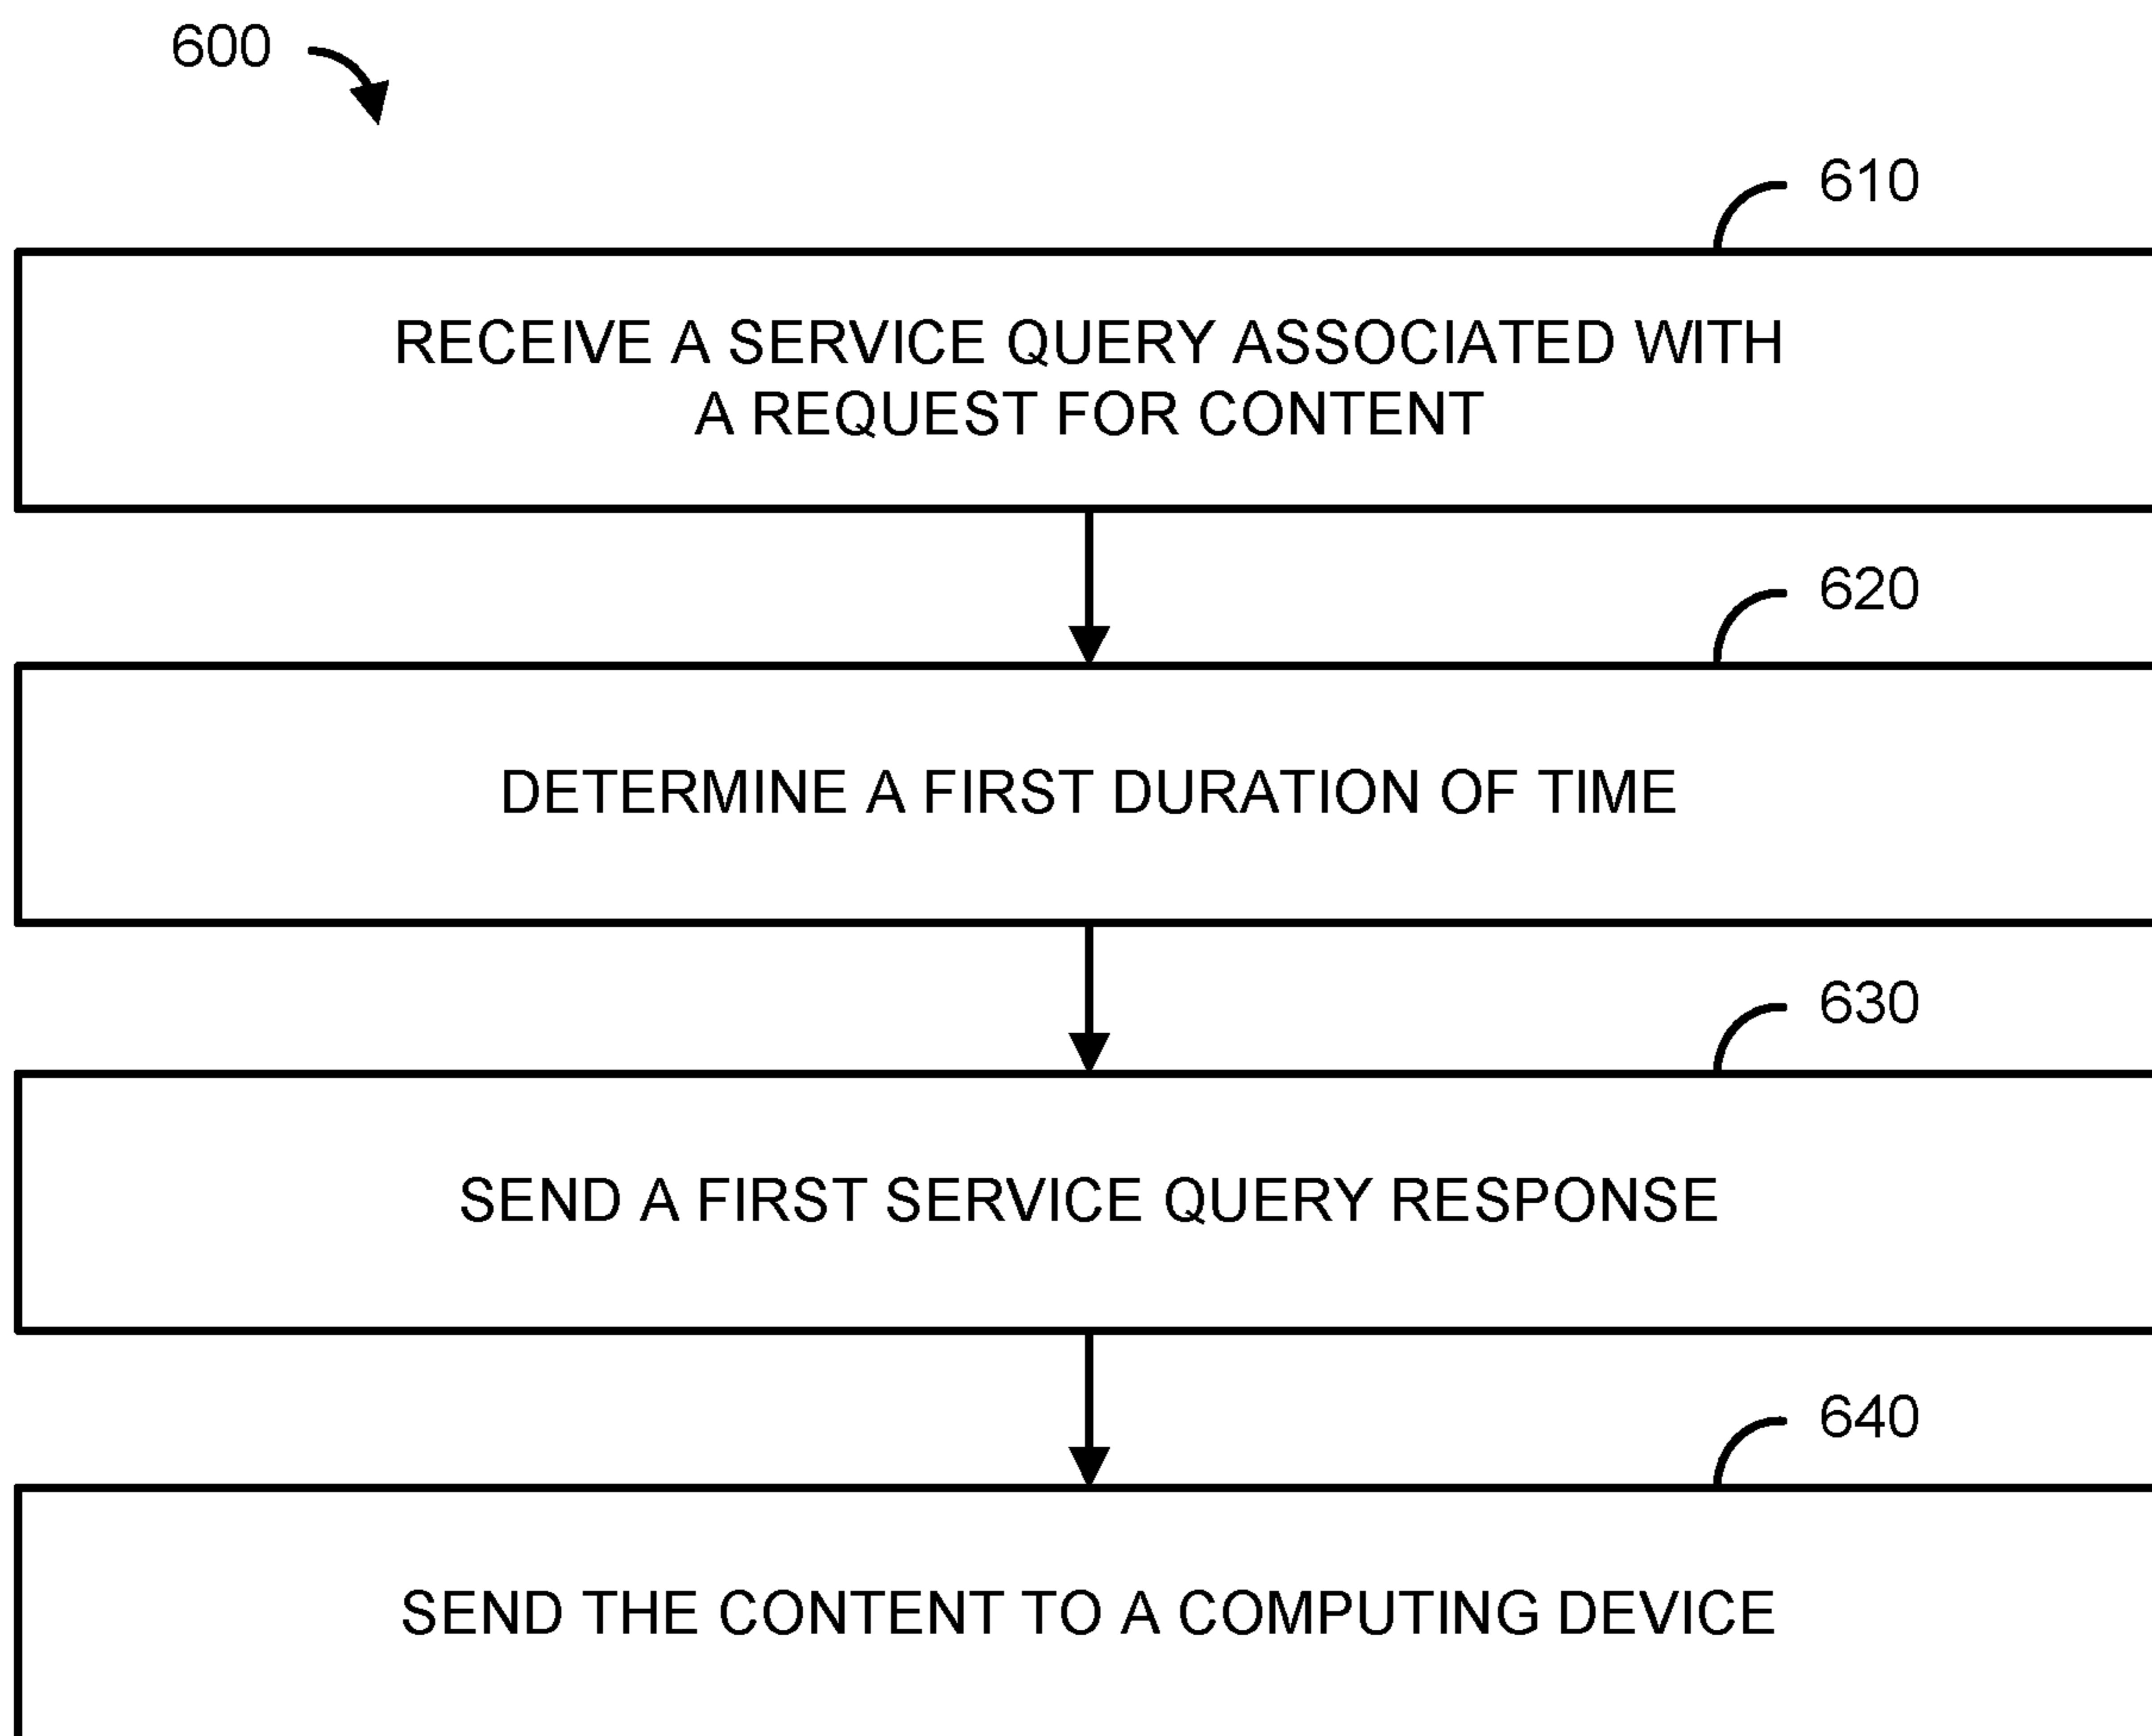 600
610
RECEIVE A SERVICE QUERY ASSOCIATED WITH
A REQUEST FOR CONTENT
620
DETERMINE A FIRST DURATION OF TIME
630
SEND A FIRST SERVICE QUERY RESPONSE
640
SEND THE CONTENT TO A COMPUTING DEVICE